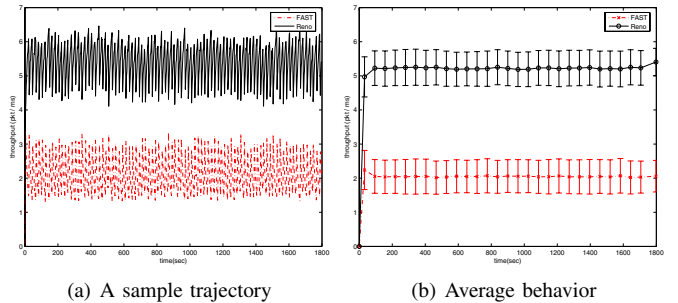 throughput (pkt / ms)
7
6
5
4
3
2
1
0
0 200 400 600 800 1000 1200 1400 1600 1800
time(sec)
FAST
Reno
(a) A sample trajectory
throughput (pkt / ms)
7
6
5
4
3
2
1
0
0 200 400 600 800 1000 1200 1400 1600 1800
time(sec)
FAST
Reno
(b) Average behavior